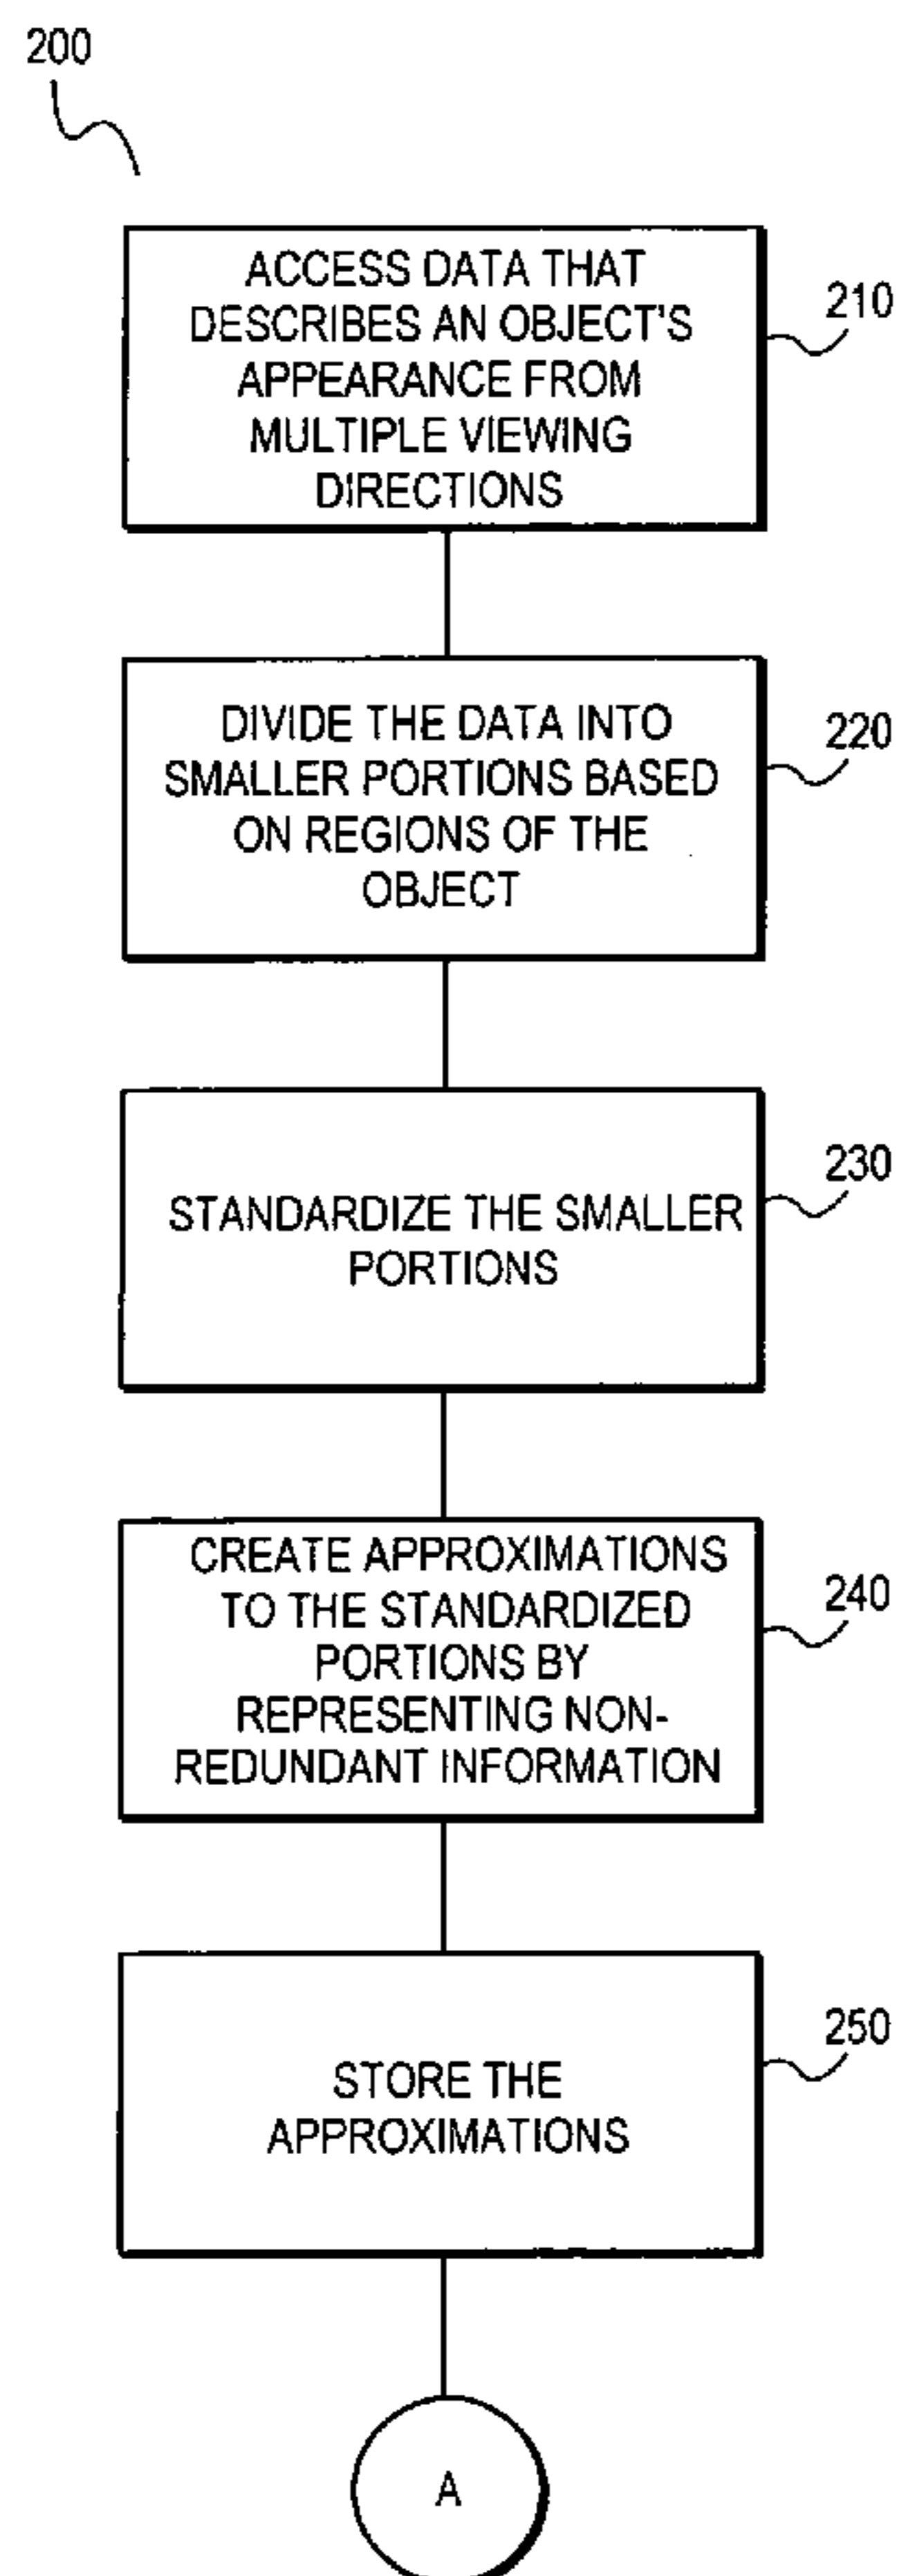 200
ACCESS DATA THAT
DESCRIBES AN OBJECT'S
APPEARANCE FROM
MULTIPLE VIEWING
DIRECTIONS
210
DIVIDE THE DATA INTO
SMALLER PORTIONS BASED
ON REGIONS OF THE
OBJECT
220
STANDARDIZE THE SMALLER
PORTIONS
230
CREATE APPROXIMATIONS
TO THE STANDARDIZED
PORTIONS BY
REPRESENTING NON-
REDUNDANT INFORMATION
240
STORE THE
APPROXIMATIONS
250
A